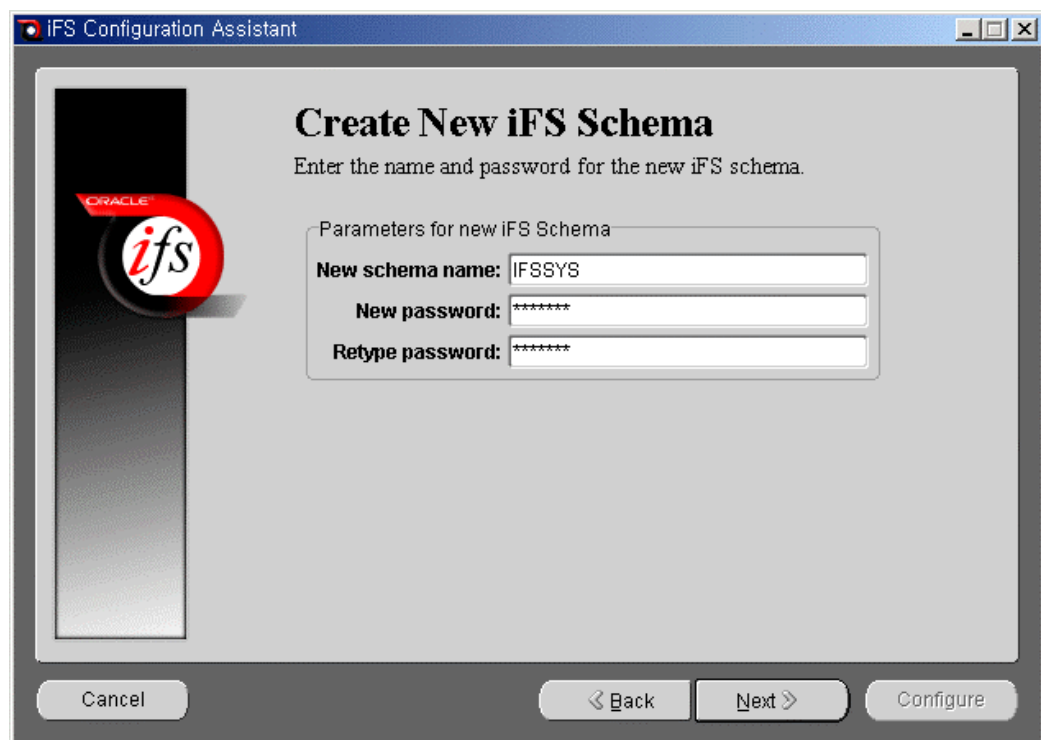 iFS Configuration Assistant
Create New iFS Schema
Enter the name and password for the new iFS schema.
ORACLE
ifs
Parameters for new iFS Schema
New schema name: IFSSYS
New password: *******
Retype password: *******
Cancel
Back
Next
Configure